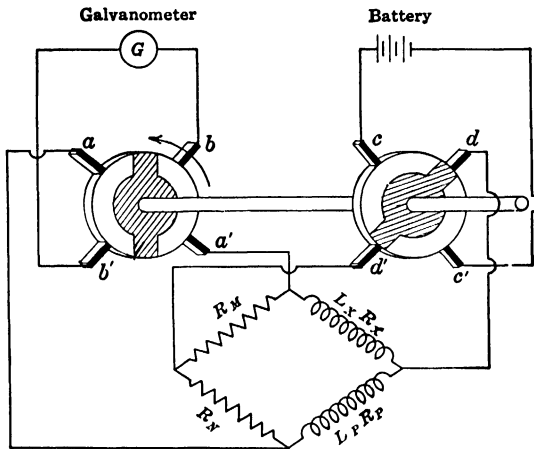 Galvanometer
Battery
G
a
b
c
d
b'
a'
d'
c'
R_M
L_X R_X
R_N
L_P R_P